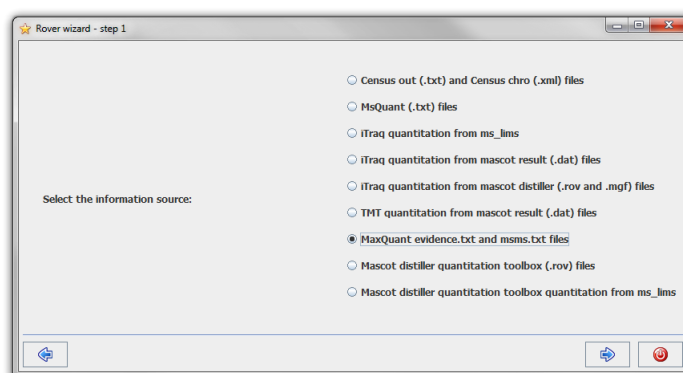 Rover wizard - step 1
Census out (.txt) and Census chro (.xml) files
MsQuant (.txt) files
iTraq quantitation from ms_lims
iTraq quantitation from mascot result (.dat) files
iTraq quantitation from mascot distiller (.rov and .mgf) files
Select the information source:
TMT quantitation from mascot result (.dat) files
MaxQuant evidence.txt and msms.txt files
Mascot distiller quantitation toolbox (.rov) files
Mascot distiller quantitation toolbox quantitation from ms_lims